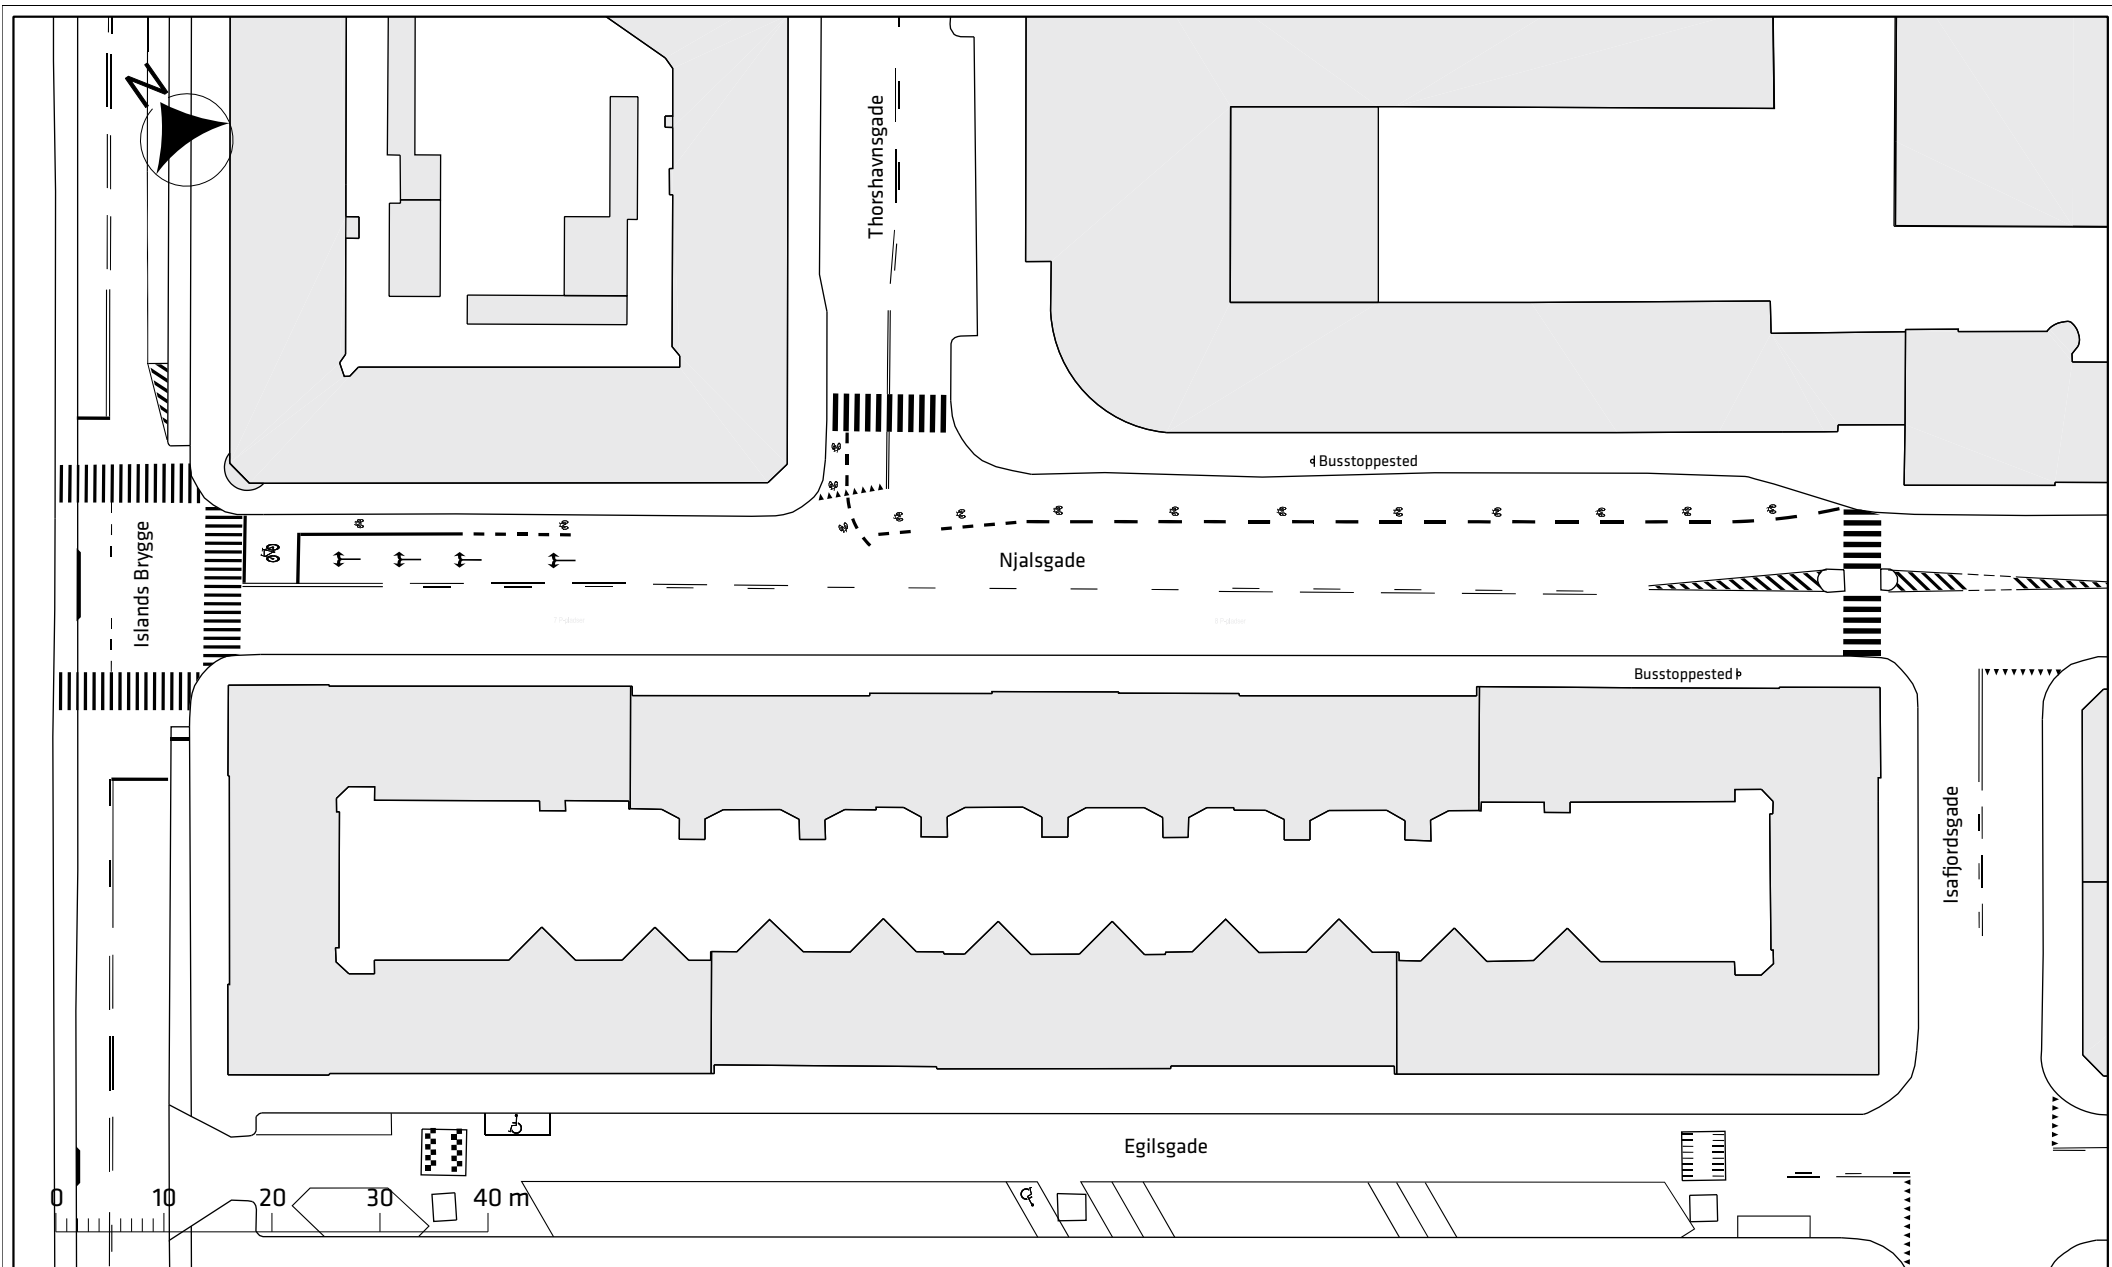 N
Thorshavnsgade
Busstoppested
Islands Brygge
Njalsgade
Busstoppested
Isafjordsgade
Egilsgade
0 10 20 30 40 m